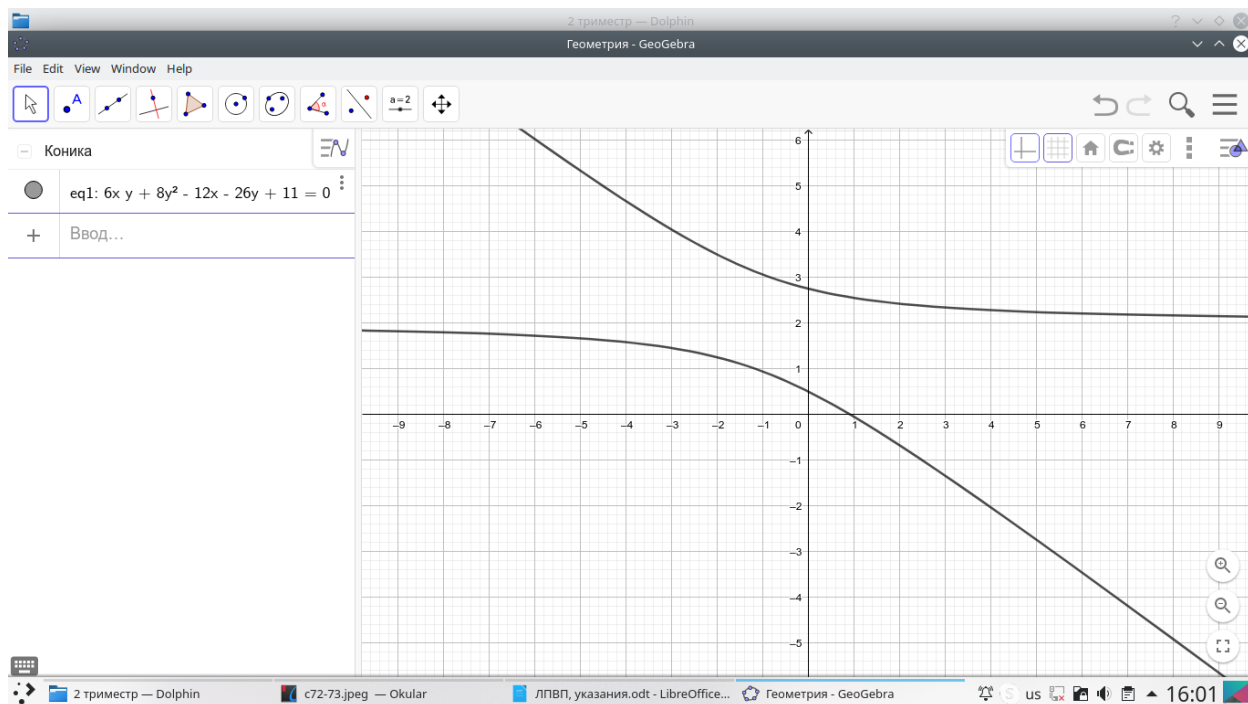 2 триместр — Dolphin
Геометрия - GeoGebra
File Edit View Window Help
A
α
a=2
Коника
eq1: 6x y + 8y² - 12x - 26y + 11 = 0
Ввод...
6
5
4
3
2
1
−9 −8 −7 −6 −5 −4 −3 −2 −1 0 1 2 3 4 5 6 7 8 9
−1
−2
−3
−4
−5
2 триместр — Dolphin
c72-73.jpeg — Okular
ЛПВП, указания.odt - LibreOffice...
Геометрия - GeoGebra
us
16:01